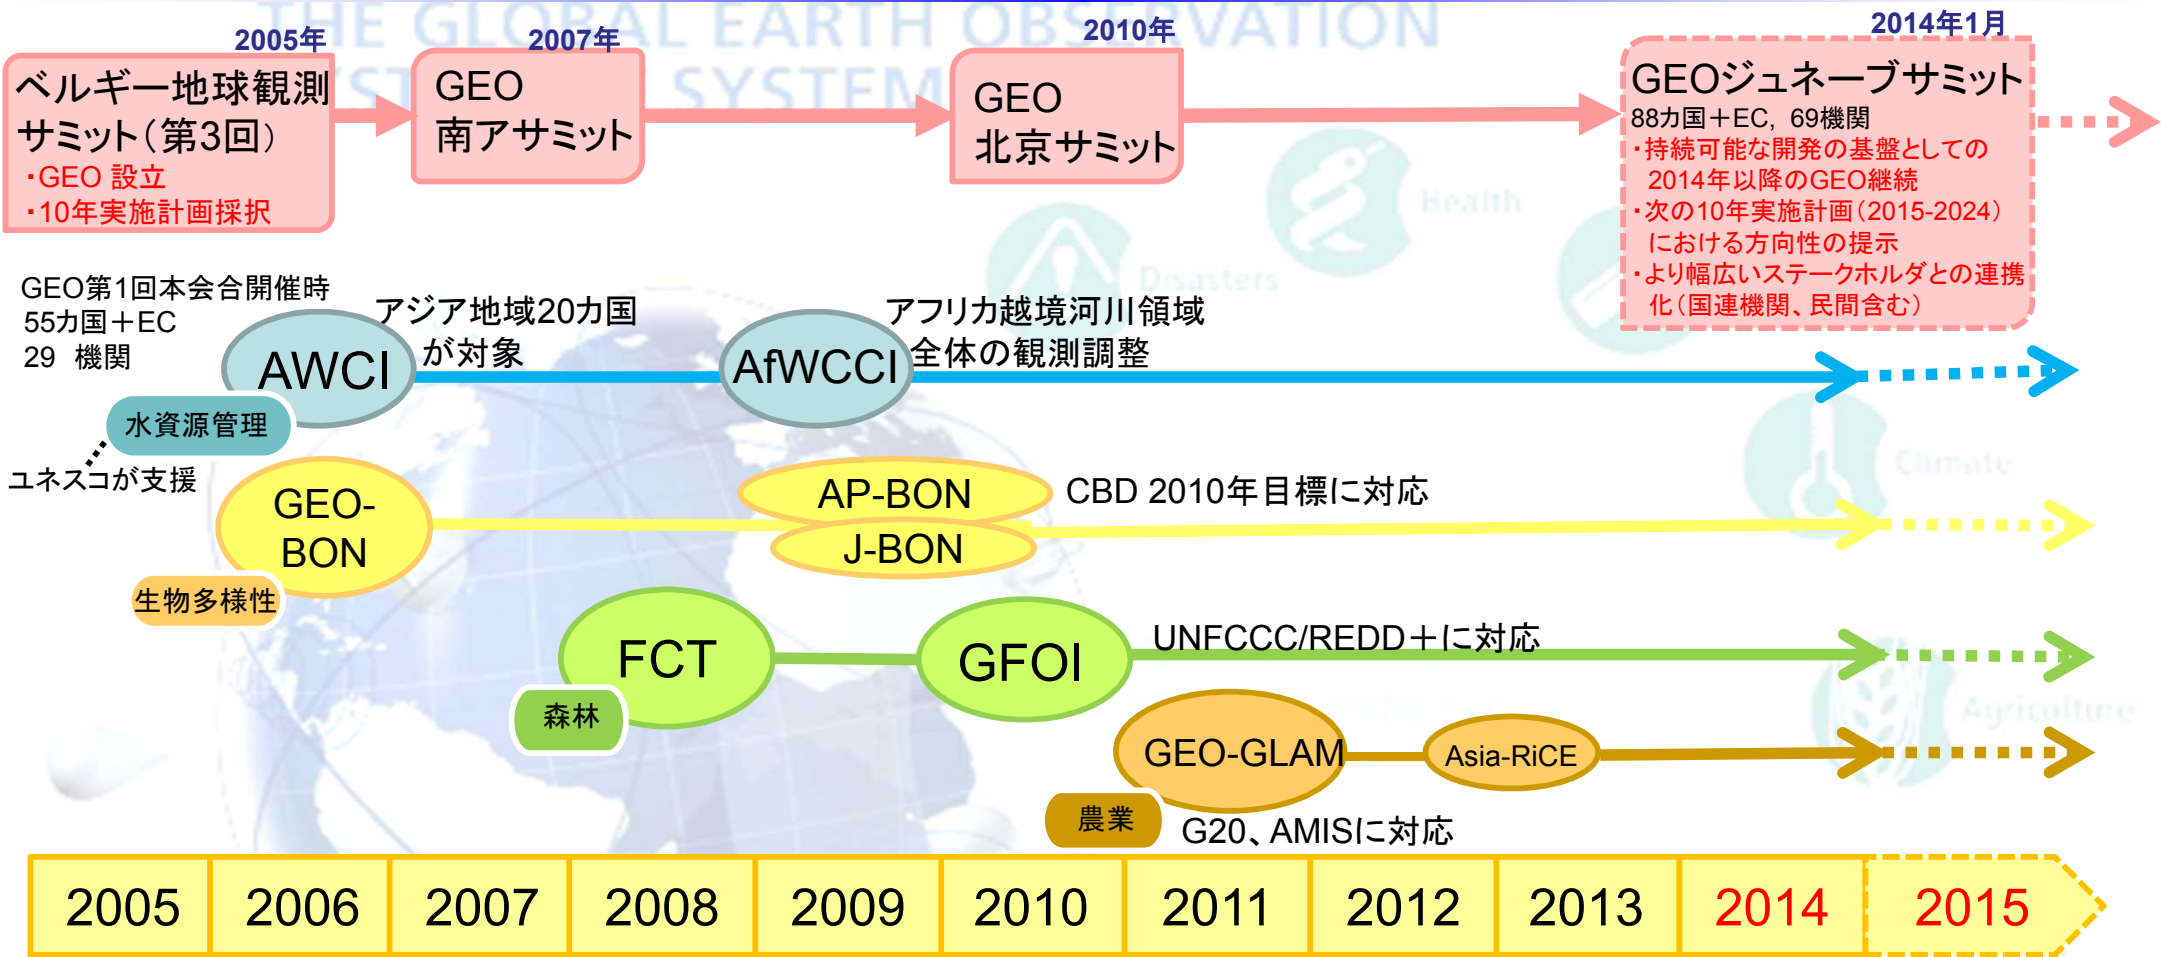 THE GLOBAL EARTH OBSERVATION
SYSTEM
2005年
2007年
2010年
2014年1月
ベルギー地球観測
サミット(第3回)
・GEO 設立
・10年実施計画採択
GEO
南アサミット
GEO
北京サミット
GEOジュネーブサミット
88カ国+EC, 69機関
・持続可能な開発の基盤としての
2014年以降のGEO継続
・次の10年実施計画(2015-2024)
における方向性の提示
・より幅広いステークホルダとの連携
化(国連機関、民間含む)
Health
Disasters
GEO第1回本会合開催時
55カ国+EC
29 機関
AWCI
アジア地域20カ国
が対象
AfWCCI
アフリカ越境河川領域
全体の観測調整
水資源管理
ユネスコが支援
Climate
GEO-
BON
生物多様性
AP-BON
J-BON
CBD 2010年目標に対応
FCT
森林
GFOI
UNFCCC/REDD+に対応
Agriculture
GEO-GLAM
Asia-RiCE
農業
G20、AMISに対応
2005
2006
2007
2008
2009
2010
2011
2012
2013
2014
2015